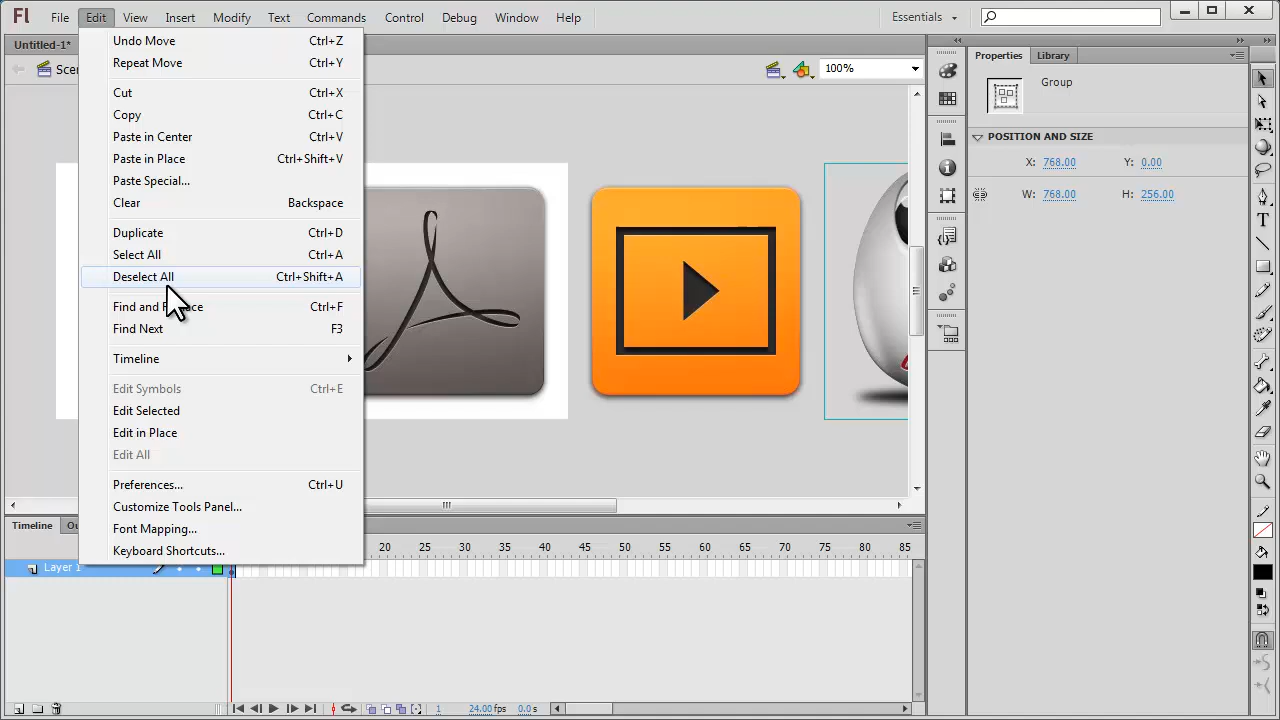 Fl File Edit View Insert Modify Text Commands Control Debug Window Help Essentials
Untitled-1*
Scen 100%
Undo Move Ctrl+Z
Repeat Move Ctrl+Y
Cut Ctrl+X
Copy Ctrl+C
Paste in Center Ctrl+V
Paste in Place Ctrl+Shift+V
Paste Special...
Clear Backspace
Duplicate Ctrl+D
Select All Ctrl+A
Deselect All Ctrl+Shift+A
Find and Ctrl+F
Find Next F3
Timeline
Edit Symbols Ctrl+E
Edit Selected
Edit in Place
Edit All
Preferences... Ctrl+U
Customize Tools Panel...
Font Mapping...
Keyboard Shortcuts...
Properties Library
Group
POSITION AND SIZE
X: 768.00 Y: 0.00
W: 768.00 H: 256.00
T
Timeline Ou
20 25 30 35 40 45 50 55 60 65 70 75 80 85
Layer 1
1 24.00 fps 0.0 s